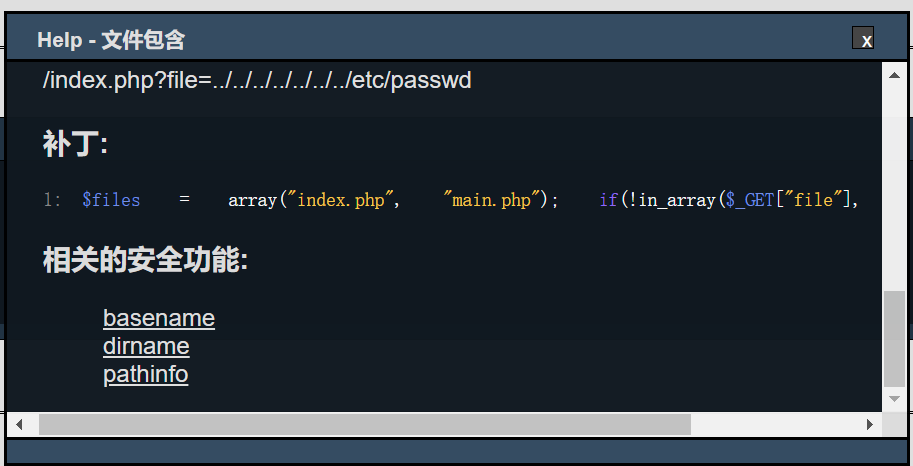 Help - 文件包含
x
/index.php?file=../../../../../../../etc/passwd
补丁:
1: $files = array("index.php", "main.php"); if(!in_array($_GET["file"],
相关的安全功能:
basename
dirname
pathinfo